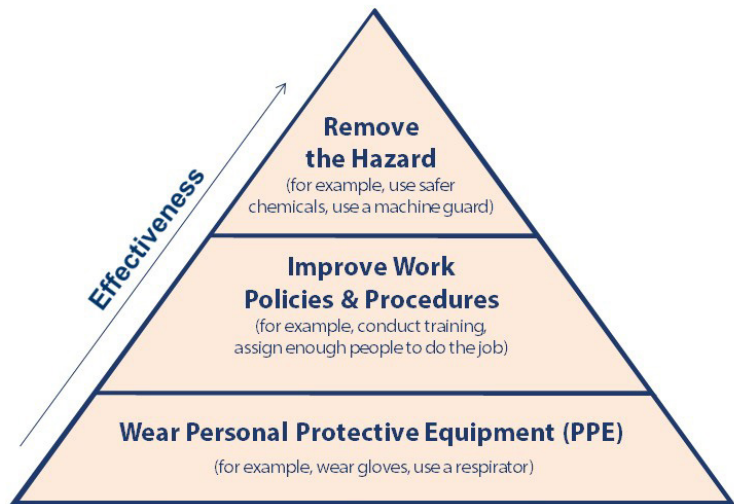 Effectiveness
Remove
the Hazard
(for example, use safer
chemicals, use a machine guard)
Improve Work
Policies & Procedures
(for example, conduct training,
assign enough people to do the job)
Wear Personal Protective Equipment (PPE)
(for example, wear gloves, use a respirator)